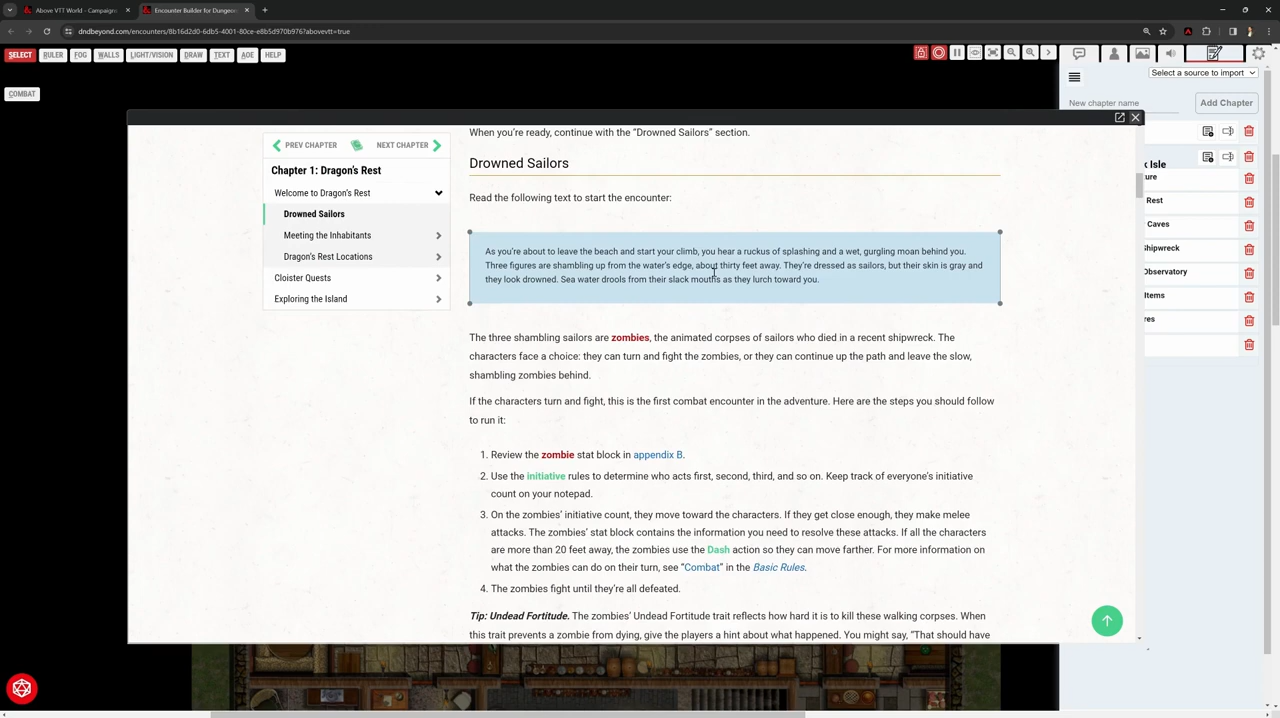 Above VTT World - Campaigns
Encounter Builder for Dungeon
dndbeyond.com/encounters/8b16d2d0-6db5-4001-80ce-e8b5d970b976?abovevtt=true
SELECT RULER FOG WALLS LIGHT/VISION DRAW TEXT AOE HELP
Select a source to import
COMBAT
New chapter name
Add Chapter
When you're ready, continue with the “Drowned Sailors” section.
PREV CHAPTER NEXT CHAPTER
Drowned Sailors
k Isle
Chapter 1: Dragon's Rest
ture
Welcome to Dragon's Rest
Read the following text to start the encounter:
Rest
Drowned Sailors
Caves
Meeting the Inhabitants
Shipwreck
Dragon's Rest Locations
As you're about to leave the beach and start your climb, you hear a ruckus of splashing and a wet, gurgling moan behind you.
Three figures are shambling up from the water's edge, about thirty feet away. They're dressed as sailors, but their skin is gray and
they look drowned. Sea water drools from their slack mouths as they lurch toward you.
Observatory
Cloister Quests
Items
Exploring the Island
res
The three shambling sailors are zombies, the animated corpses of sailors who died in a recent shipwreck. The
characters face a choice: they can turn and fight the zombies, or they can continue up the path and leave the slow,
shambling zombies behind.
If the characters turn and fight, this is the first combat encounter in the adventure. Here are the steps you should follow
to run it:
1. Review the zombie stat block in appendix B.
2. Use the initiative rules to determine who acts first, second, third, and so on. Keep track of everyone's initiative
count on your notepad.
3. On the zombies' initiative count, they move toward the characters. If they get close enough, they make melee
attacks. The zombies' stat block contains the information you need to resolve these attacks. If all the characters
are more than 20 feet away, the zombies use the Dash action so they can move farther. For more information on
what the zombies can do on their turn, see “Combat” in the Basic Rules.
4. The zombies fight until they're all defeated.
Tip: Undead Fortitude. The zombies' Undead Fortitude trait reflects how hard it is to kill these walking corpses. When
this trait prevents a zombie from dying, give the players a hint about what happened. You might say, “That should have